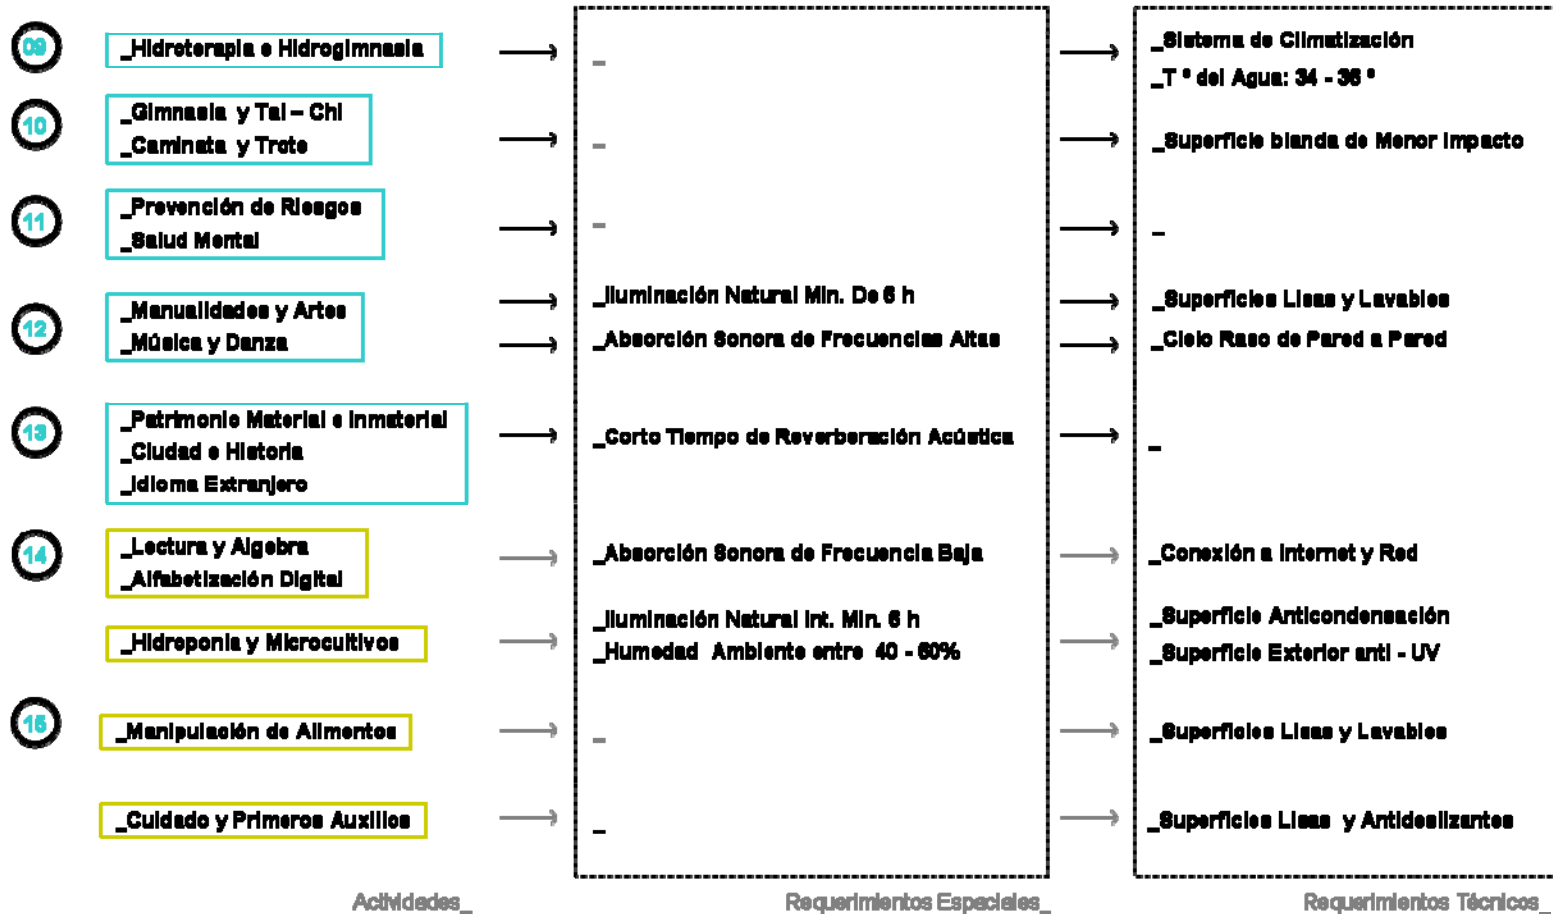 09
_Hidroterapia e Hidrogimnasia
_
_Sistema de Climatización
_T º del Agua: 34 - 36 º
10
_Gimnasia y Tai – Chi
_Caminata y Trote
_
_Superficie blanda de Menor Impacto
11
_Prevención de Riesgos
_Salud Mental
_
_
12
_Manualidades y Artes
_Música y Danza
_Iluminación Natural Min. De 6 h
_Absorción Sonora de Frecuencias Altas
_Superficies Lisas y Lavables
_Cielo Raso de Pared a Pared
13
_Patrimonio Material e Inmaterial
_Ciudad e Historia
_Idioma Extranjero
_Corto Tiempo de Reverberación Acústica
_
14
_Lectura y Algebra
_Alfabetización Digital
_Absorción Sonora de Frecuencia Baja
_Conexión a Internet y Red
_Hidroponia y Microcultivos
_Iluminación Natural Int. Min. 6 h
_Humedad Ambiente entre 40 - 60%
_Superficie Anticondensación
_Superficie Exterior anti - UV
15
_Manipulación de Alimentos
_
_Superficies Lisas y Lavables
_Cuidado y Primeros Auxilios
_
_Superficies Lisas y Antideslizantes
Actividades_
Requerimientos Espaciales_
Requerimientos Técnicos_